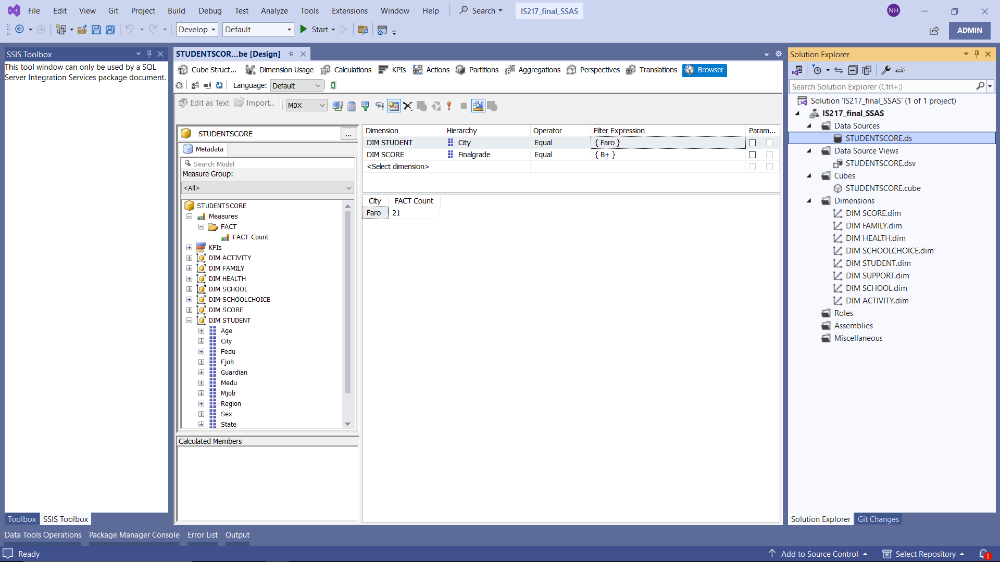 File Edit View Git Project Build Debug Test Analyze Tools Extensions Window Help Search IS217_final_SSAS NH
Develop Default Start ADMIN
SSIS Toolbox
This tool window can only be used by a SQL
Server Integration Services package document.
Toolbox SSIS Toolbox
STUDENTSCOR...be [Design]
Cube Struct... Dimension Usage Calculations KPIs Actions Partitions Aggregations Perspectives Translations Browser
Language: Default
Edit as Text Import... MDX
STUDENTSCORE ...
Metadata
Search Model
Measure Group:
<All>
STUDENTSCORE
Measures
FACT
FACT Count
KPIs
DIM ACTIVITY
DIM FAMILY
DIM HEALTH
DIM SCHOOL
DIM SCHOOLCHOICE
DIM SCORE
DIM STUDENT
Age
City
Fedu
Fjob
Guardian
Medu
Mjob
Region
Sex
State
Calculated Members
Dimension Hierarchy Operator Filter Expression Param...
DIM STUDENT City Equal { Faro }
DIM SCORE Finalgrade Equal { B+ }
<Select dimension>
City FACT Count
Faro 21
Solution Explorer
Search Solution Explorer (Ctrl+;)
Solution 'IS217_final_SSAS' (1 of 1 project)
IS217_final_SSAS
Data Sources
STUDENTSCORE.ds
Data Source Views
STUDENTSCORE.dsv
Cubes
STUDENTSCORE.cube
Dimensions
DIM SCORE.dim
DIM FAMILY.dim
DIM HEALTH.dim
DIM SCHOOLCHOICE.dim
DIM STUDENT.dim
DIM SUPPORT.dim
DIM SCHOOL.dim
DIM ACTIVITY.dim
Roles
Assemblies
Miscellaneous
Solution Explorer Git Changes
Data Tools Operations Package Manager Console Error List Output
Ready Add to Source Control Select Repository 1